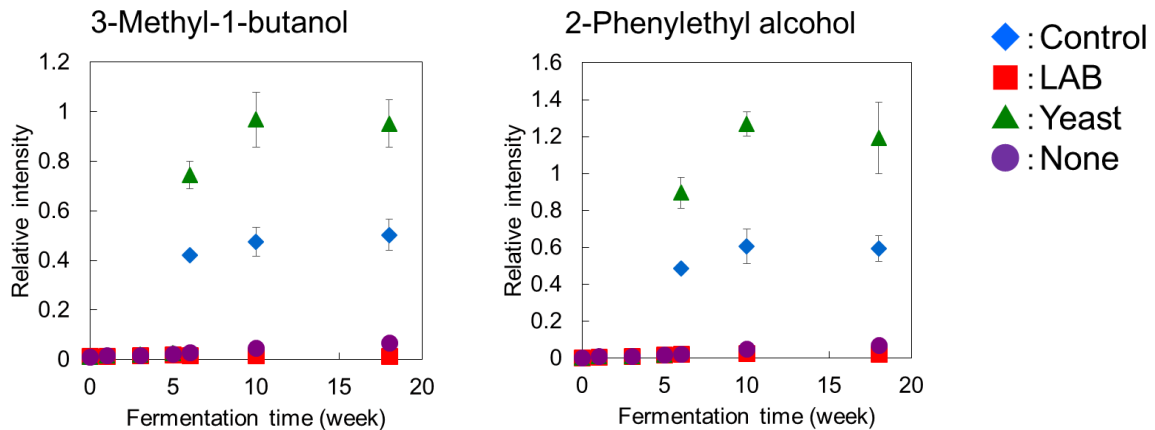 3-Methyl-1-butanol
1.2
1
0.8
0.6
0.4
0.2
0
Relative intensity
0 5 10 15 20
Fermentation time (week)
2-Phenylethyl alcohol
1.6
1.4
1.2
1
0.8
0.6
0.4
0.2
0
Relative intensity
0 5 10 15 20
Fermentation time (week)
: Control
: LAB
: Yeast
: None